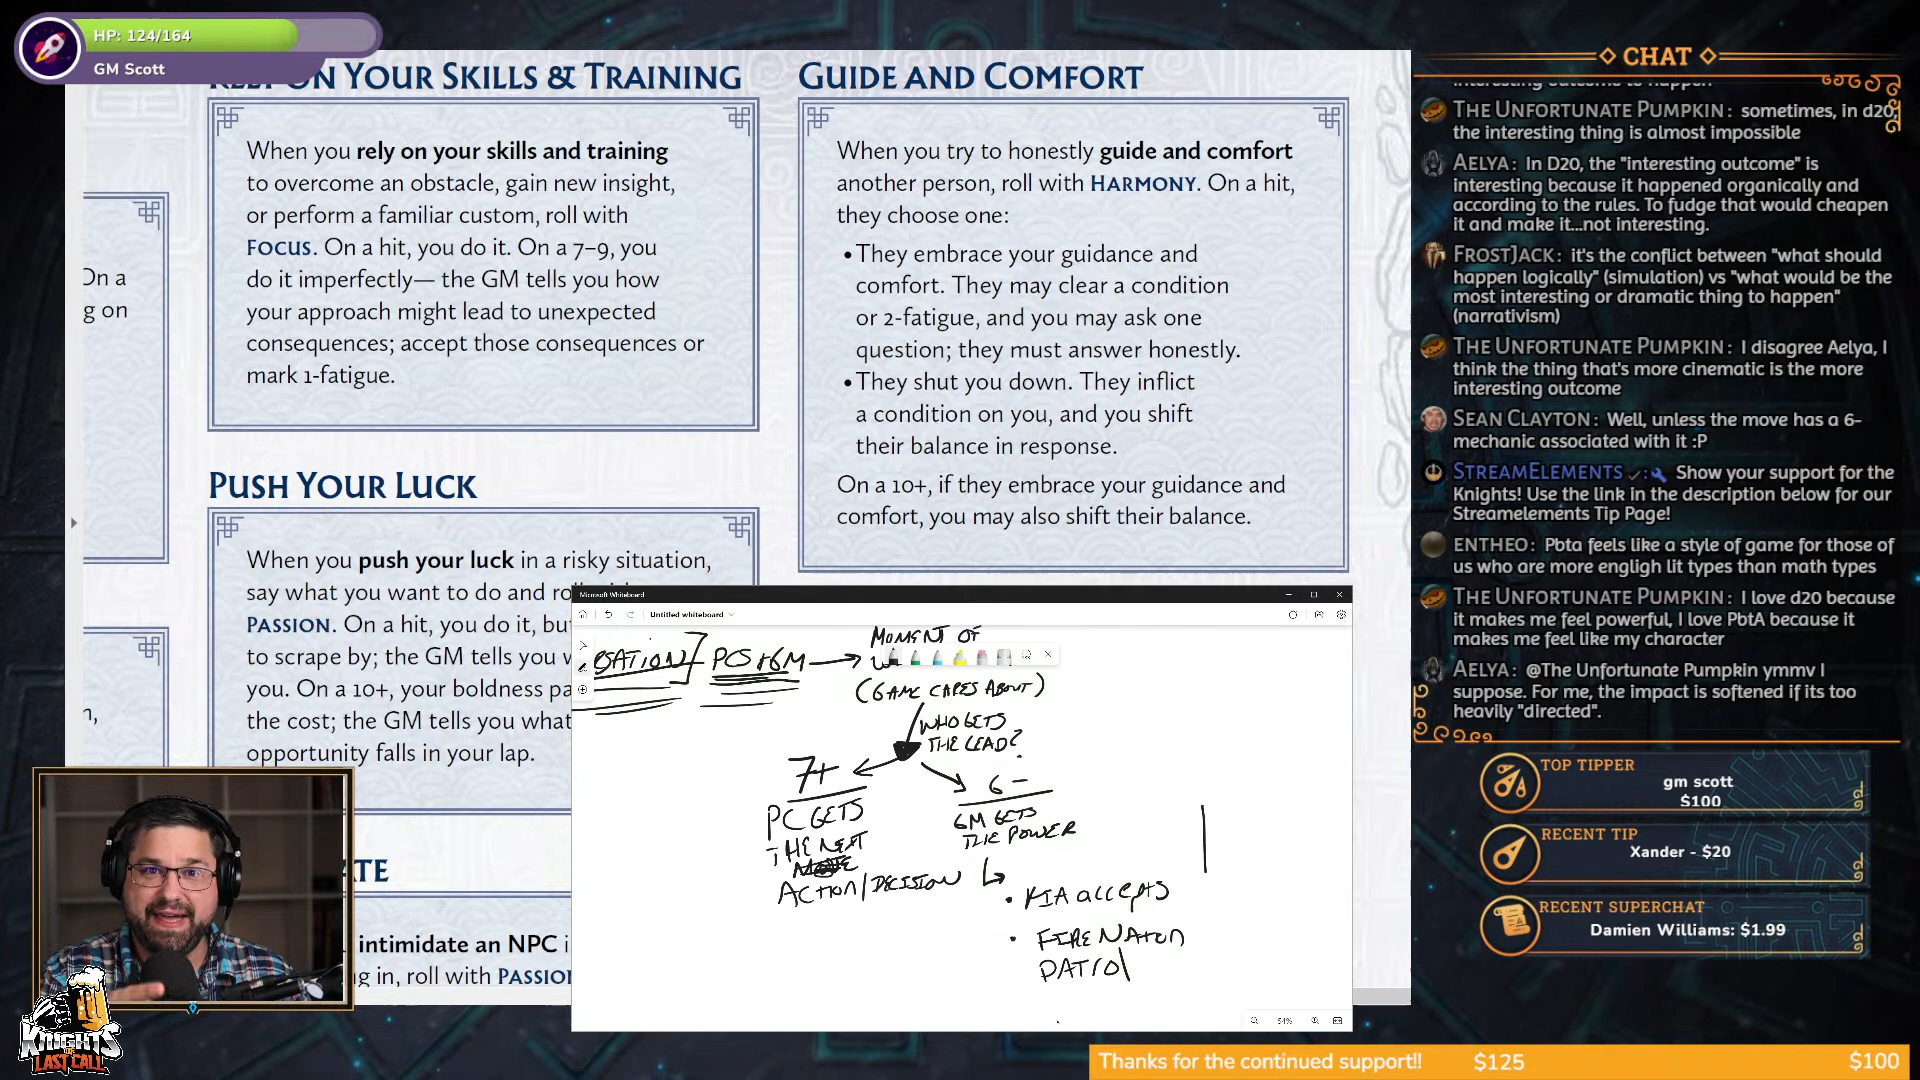 HP: 124/164
GM Scott
RELY ON YOUR SKILLS & TRAINING
When you rely on your skills and training
to overcome an obstacle, gain new insight,
or perform a familiar custom, roll with
FOCUS. On a hit, you do it. On a 7–9, you
do it imperfectly— the GM tells you how
your approach might lead to unexpected
consequences; accept those consequences or
mark 1-fatigue.
On a
g on
PUSH YOUR LUCK
When you push your luck in a risky situation,
say what you want to do and ro
PASSION. On a hit, you do it, bu
to scrape by; the GM tells you w
you. On a 10+, your boldness pa
the cost; the GM tells you what
opportunity falls in your lap.
n,
ATE
intimidate an NPC i
g in, roll with PASSION
GUIDE AND COMFORT
When you try to honestly guide and comfort
another person, roll with HARMONY. On a hit,
they choose one:
• They embrace your guidance and
comfort. They may clear a condition
or 2-fatigue, and you may ask one
question; they must answer honestly.
• They shut you down. They inflict
a condition on you, and you shift
their balance in response.
On a 10+, if they embrace your guidance and
comfort, you may also shift their balance.
Microsoft Whiteboard
Untitled whiteboard
SATION] PCS+GM → MOMENT OF
(GAME CARES ABOUT)
WHO GETS
THE LEAD?
7+
PC GETS
THE NEXT
ACTION/DECISION
6-
GM GETS
THE POWER
• KIA accepts
• FIRE NATION
PATROL
54%
CHAT
interesting outcome to happen
THE UNFORTUNATE PUMPKIN: sometimes, in d20,
the interesting thing is almost impossible
AELYA: In D20, the "interesting outcome" is
interesting because it happened organically and
according to the rules. To fudge that would cheapen
it and make it...not interesting.
FROSTJACK: it's the conflict between "what should
happen logically" (simulation) vs "what would be the
most interesting or dramatic thing to happen"
(narrativism)
THE UNFORTUNATE PUMPKIN: I disagree Aelya, I
think the thing that's more cinematic is the more
interesting outcome
SEAN CLAYTON: Well, unless the move has a 6-
mechanic associated with it :P
STREAMELEMENTS : Show your support for the
Knights! Use the link in the description below for our
Streamelements Tip Page!
ENTHEO: Pbta feels like a style of game for those of
us who are more engligh lit types than math types
THE UNFORTUNATE PUMPKIN: I love d20 because
it makes me feel powerful, I love PbtA because it
makes me feel like my character
AELYA: @The Unfortunate Pumpkin ymmv I
suppose. For me, the impact is softened if its too
heavily "directed".
TOP TIPPER
gm scott
$100
RECENT TIP
Xander - $20
RECENT SUPERCHAT
Damien Williams: $1.99
KNIGHTS
OF
LAST CALL
Thanks for the continued support!! $125 $100